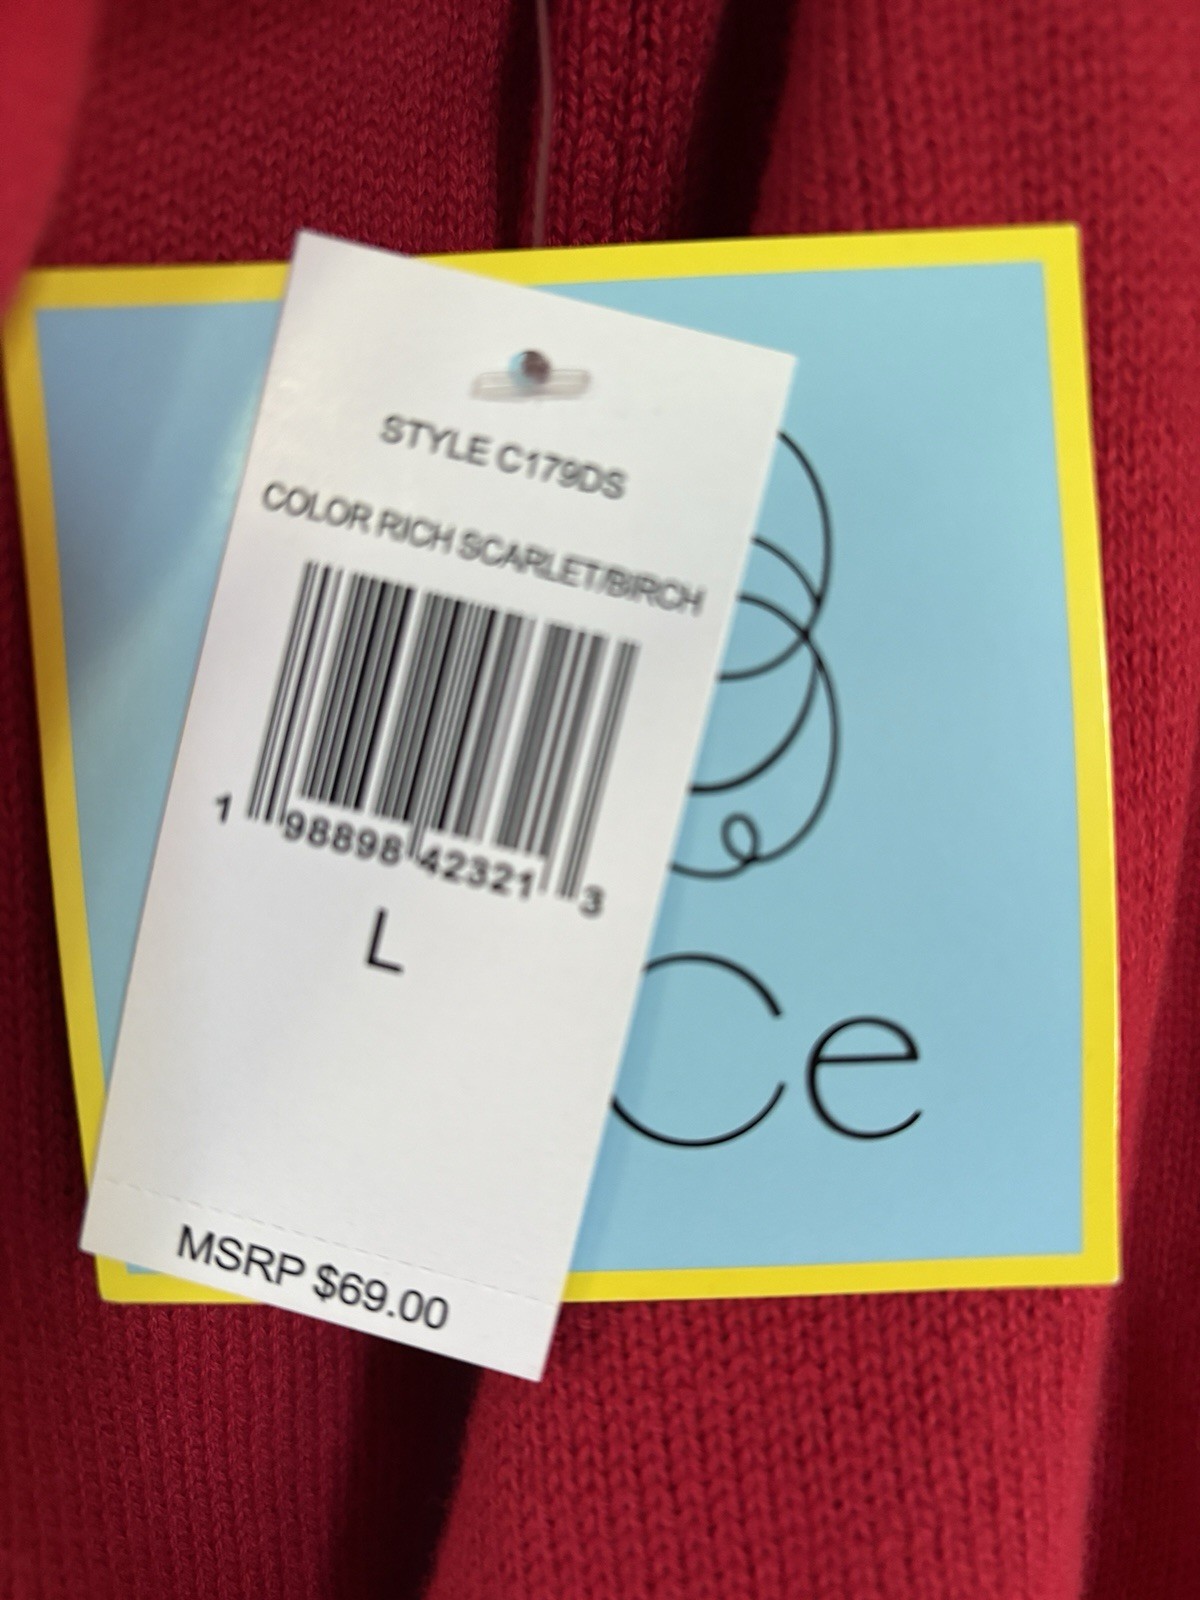 STYLE C179DS
COLOR RICH SCARLET/BIRCH
1 98898 42321 3
L
MSRP $69.00
Ce